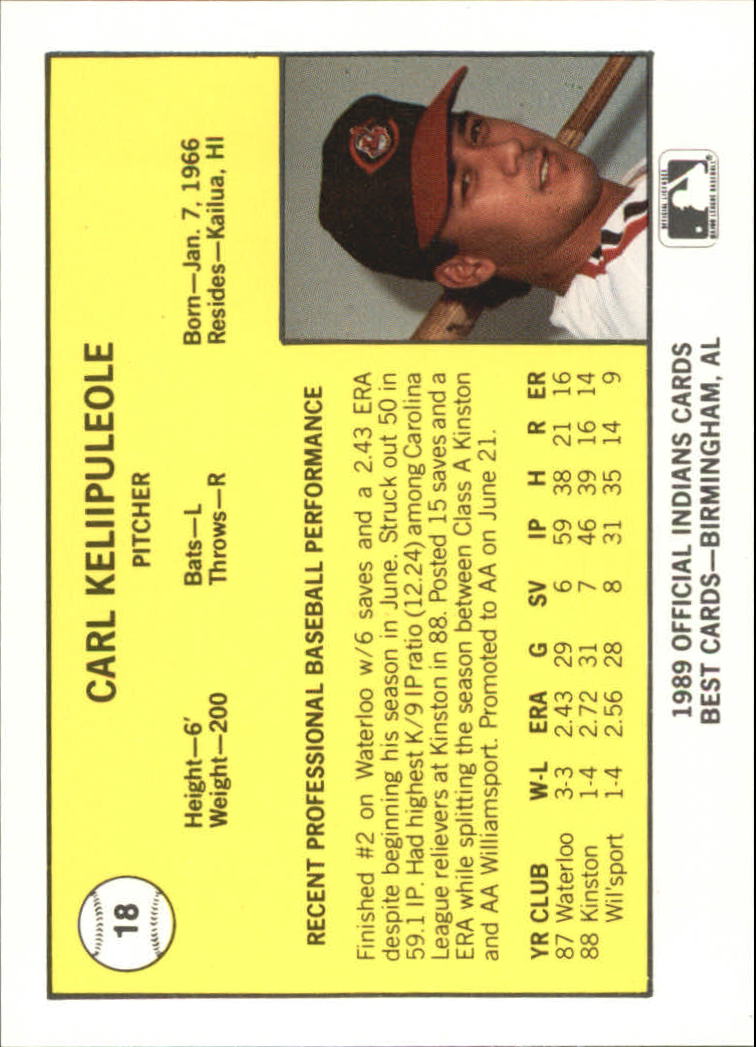 18
CARL KELIIPULEOLE
PITCHER
Height—6' Bats—L Born—Jan. 7, 1966
Weight—200 Throws—R Resides—Kailua, HI
RECENT PROFESSIONAL BASEBALL PERFORMANCE
Finished #2 on Waterloo w/6 saves and a 2.43 ERA
despite beginning his season in June. Struck out 50 in
59.1 IP. Had highest K/9 IP ratio (12.24) among Carolina
League relievers at Kinston in 88. Posted 15 saves and a
ERA while splitting the season between Class A Kinston
and AA Williamsport. Promoted to AA on June 21.
YR CLUB W-L ERA G SV IP H R ER
87 Waterloo 3-3 2.43 29 6 59 38 21 16
88 Kinston 1-4 2.72 31 7 46 39 16 14
Wil'sport 1-4 2.56 28 8 31 35 14 9
OFFICIAL LICENSEE
MAJOR LEAGUE BASEBALL®
1989 OFFICIAL INDIANS CARDS
BEST CARDS—BIRMINGHAM, AL